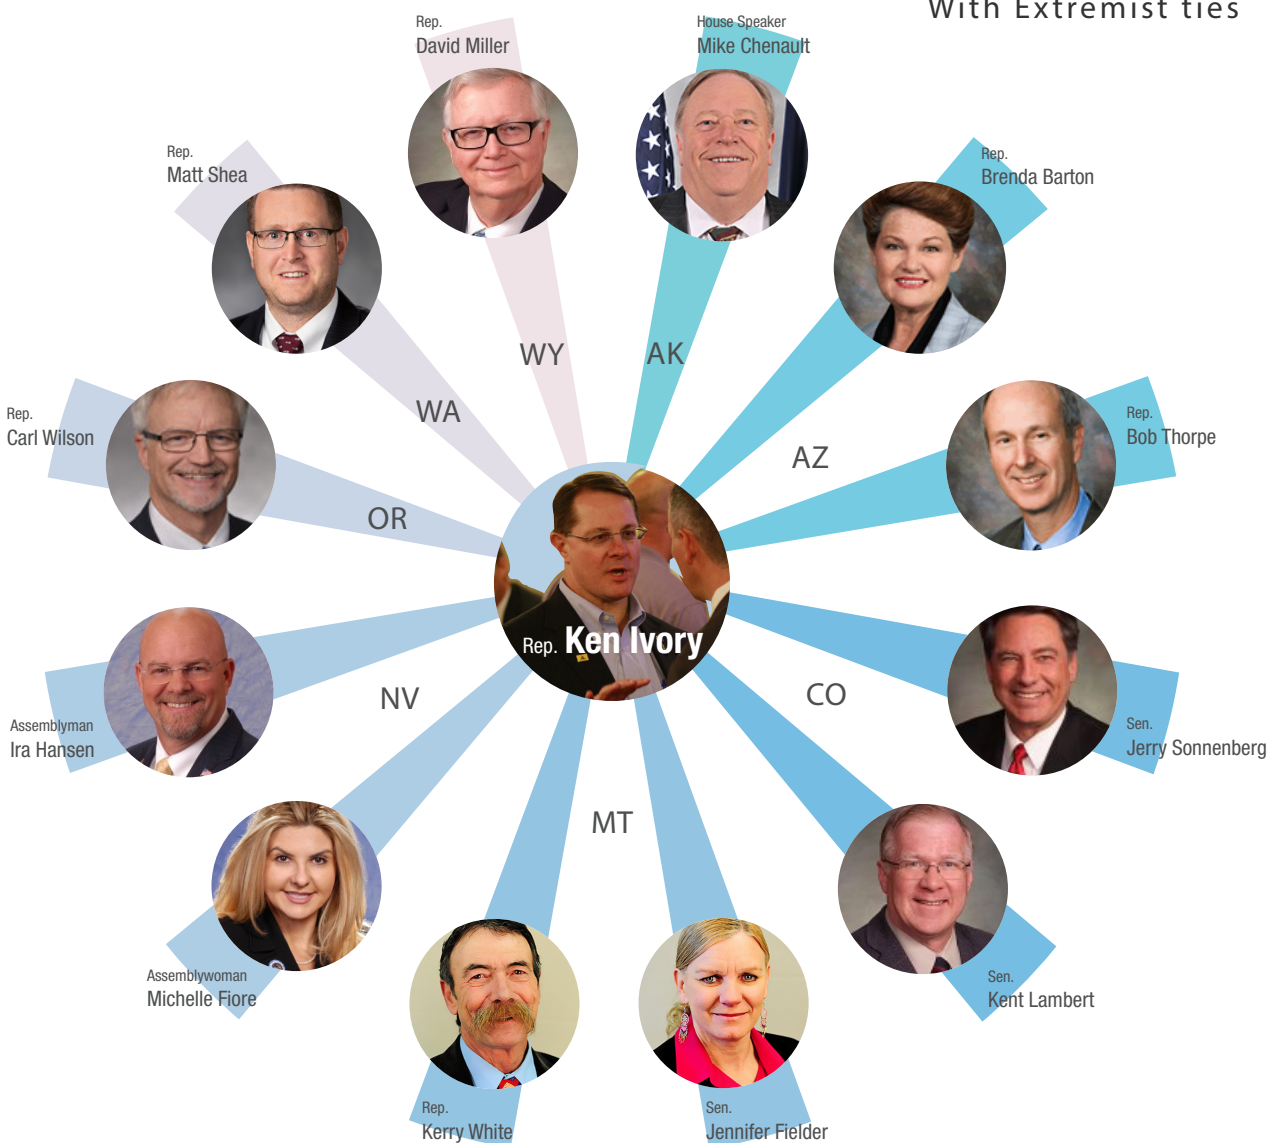 With Extremist ties
Rep.
David Miller
House Speaker
Mike Chenault
Rep.
Matt Shea
Rep.
Brenda Barton
WY
AK
WA
Rep.
Carl Wilson
Rep.
Bob Thorpe
AZ
OR
Rep. Ken Ivory
NV
CO
Assemblyman
Ira Hansen
Sen.
Jerry Sonnenberg
MT
Assemblywoman
Michelle Fiore
Sen.
Kent Lambert
Rep.
Kerry White
Sen.
Jennifer Fielder